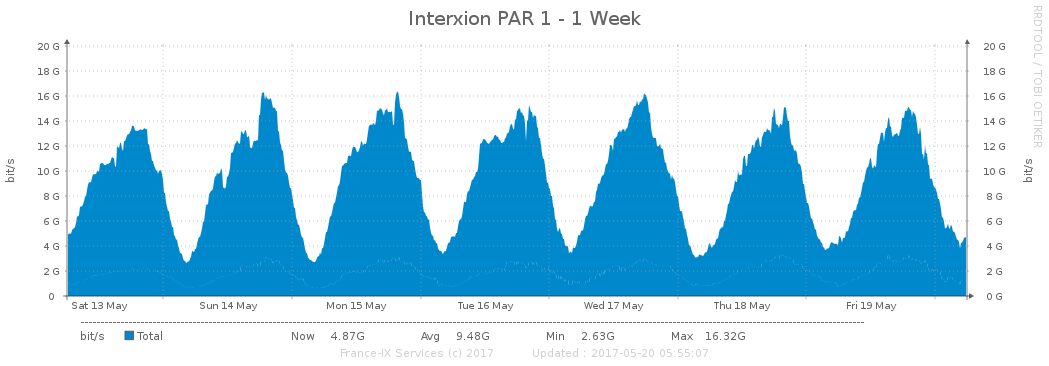 Interxion PAR 1 - 1 Week
RRDTOOL / TOBI OETIKER
20 G 20 G
18 G 18 G
16 G 16 G
14 G 14 G
12 G 12 G
10 G 10 G
8 G 8 G
6 G 6 G
4 G 4 G
2 G 2 G
0 0 G
bit/s bit/s
Sat 13 May Sun 14 May Mon 15 May Tue 16 May Wed 17 May Thu 18 May Fri 19 May
bit/s Total Now 4.87G Avg 9.48G Min 2.63G Max 16.32G
France-IX Services (c) 2017 Updated : 2017-05-20 05:55:07